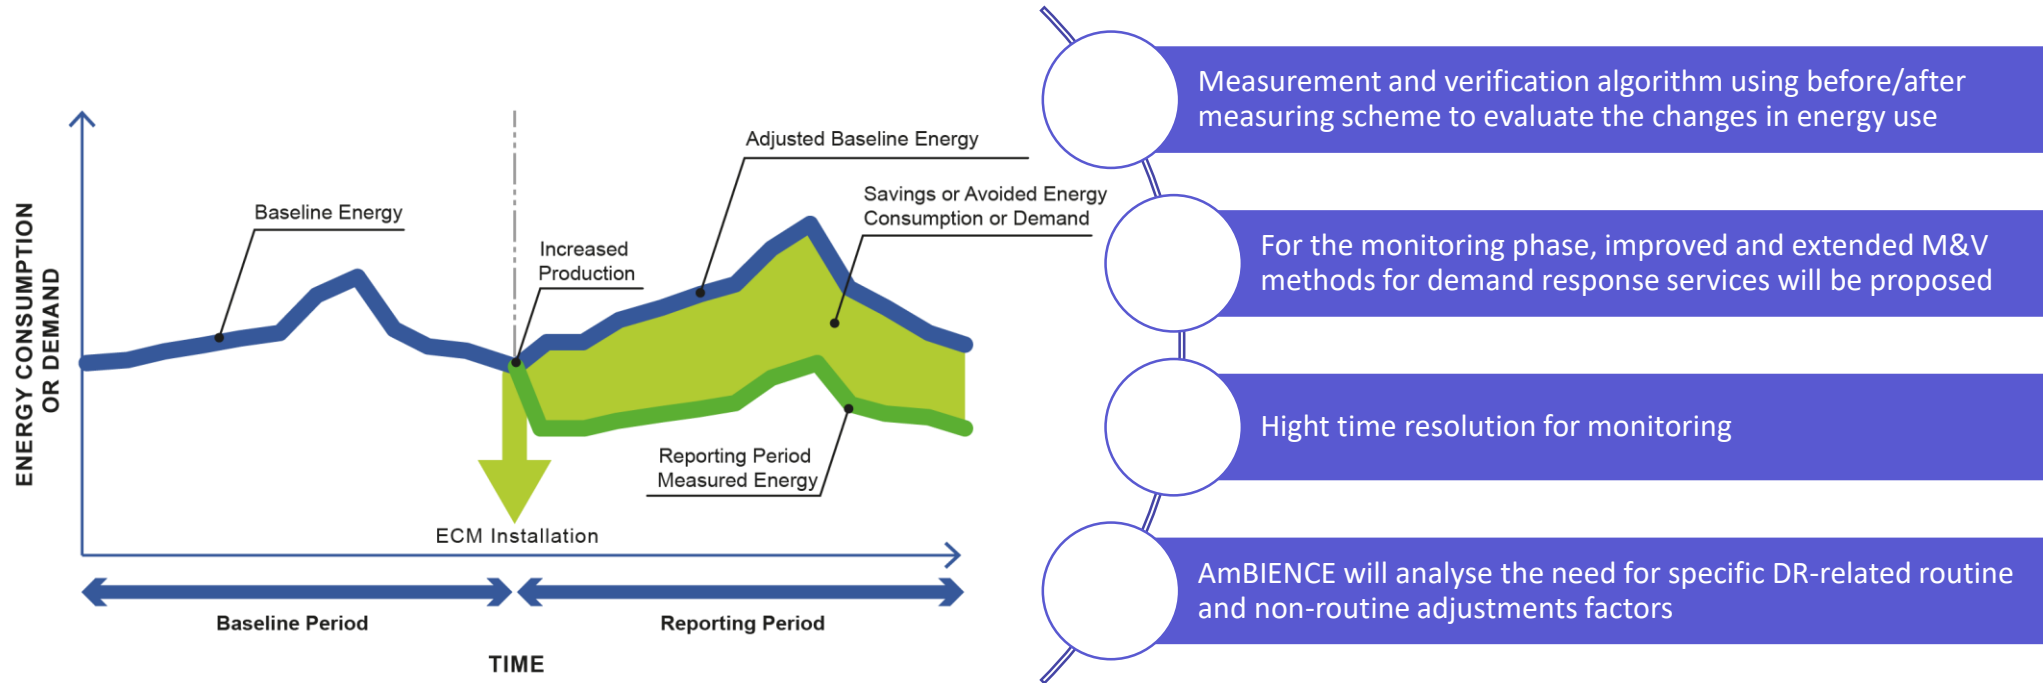 ENERGY CONSUMPTION
OR DEMAND
Baseline Energy
Increased
Production
Adjusted Baseline Energy
Savings or Avoided Energy
Consumption or Demand
Reporting Period
Measured Energy
ECM Installation
Baseline Period
Reporting Period
TIME
Measurement and verification algorithm using before/after
measuring scheme to evaluate the changes in energy use
For the monitoring phase, improved and extended M&V
methods for demand response services will be proposed
Hight time resolution for monitoring
AmBIENCE will analyse the need for specific DR-related routine
and non-routine adjustments factors